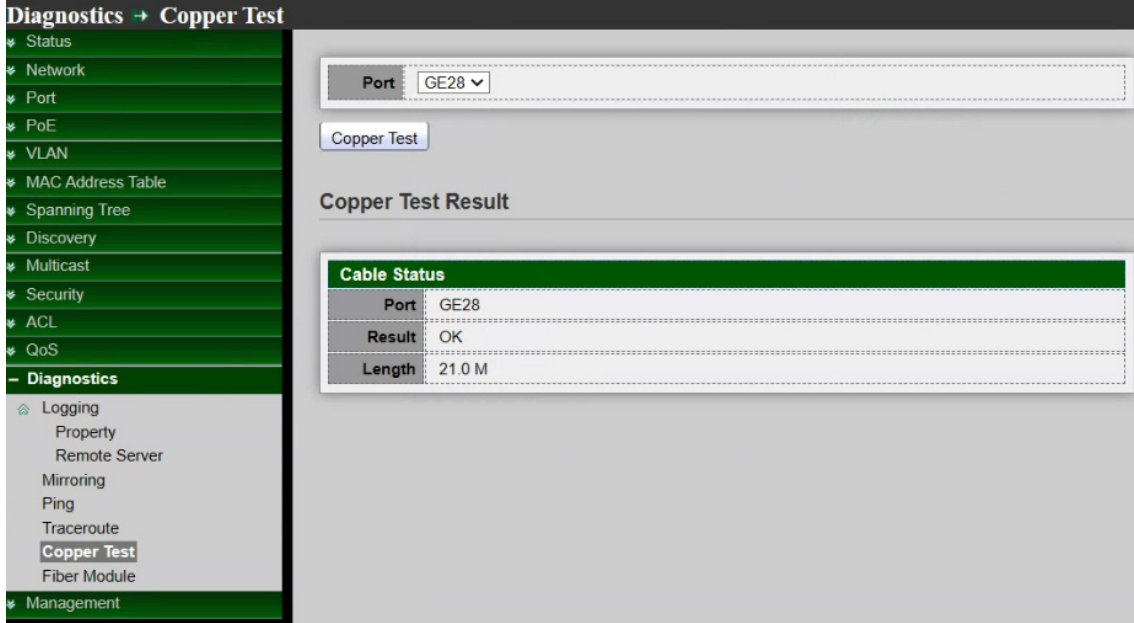 Diagnostics → Copper Test
Status
Network
Port
PoE
VLAN
MAC Address Table
Spanning Tree
Discovery
Multicast
Security
ACL
QoS
Diagnostics
Logging
Property
Remote Server
Mirroring
Ping
Traceroute
Copper Test
Fiber Module
Management
Port GE28
Copper Test
Copper Test Result
Cable Status
Port GE28
Result OK
Length 21.0 M